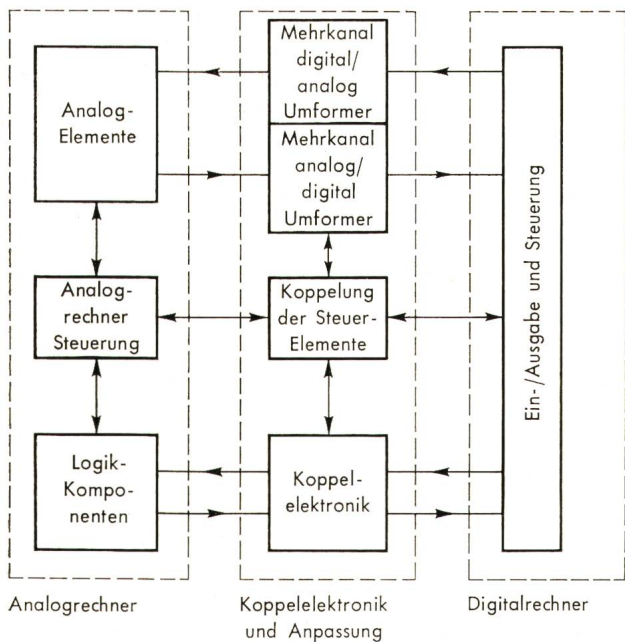 Mehrkanal
digital/
analog
Umformer
Analog-
Elemente
Mehrkanal
analog/
digital
Umformer
Analog-
rechner
Steuerung
Koppelung
der Steuer-
Elemente
Ein-/Ausgabe und Steuerung
Logik-
Kompo-
nenten
Koppel-
elektronik
Analogrechner
Koppelelektronik
und Anpassung
Digitalrechner